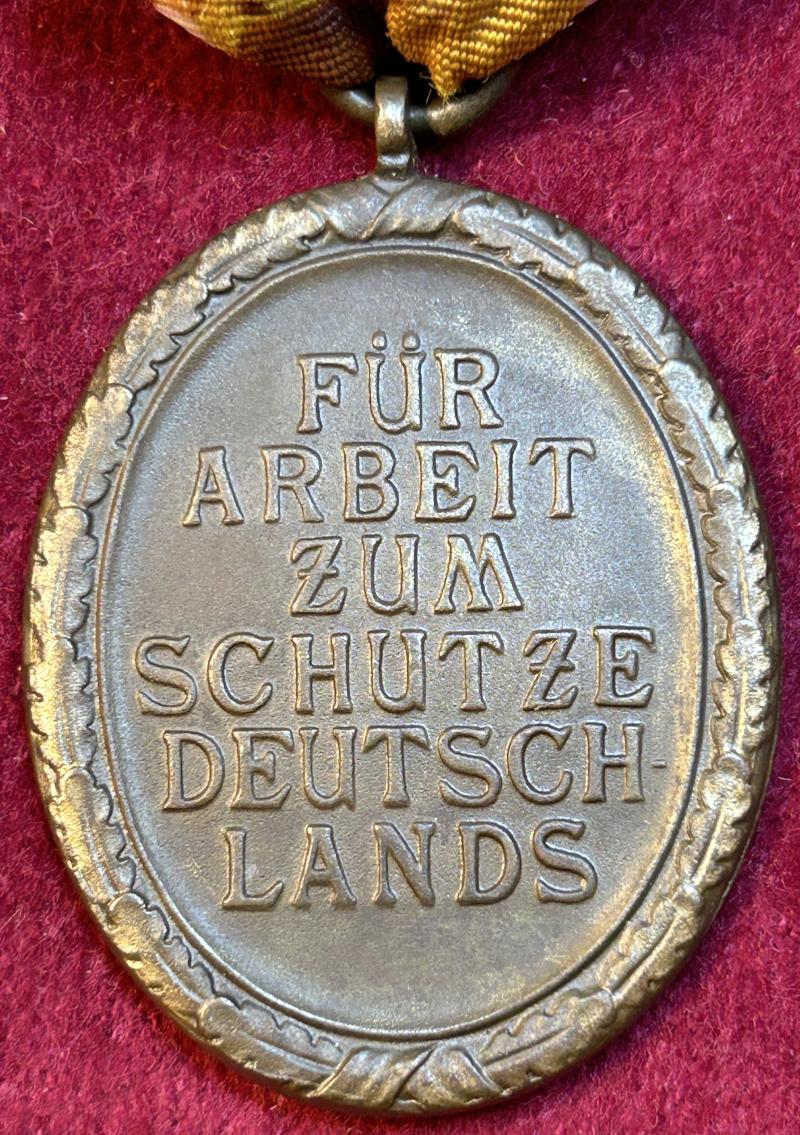 FÜR
ARBEIT
ZUM
SCHUTZE
DEUTSCH-
LANDS